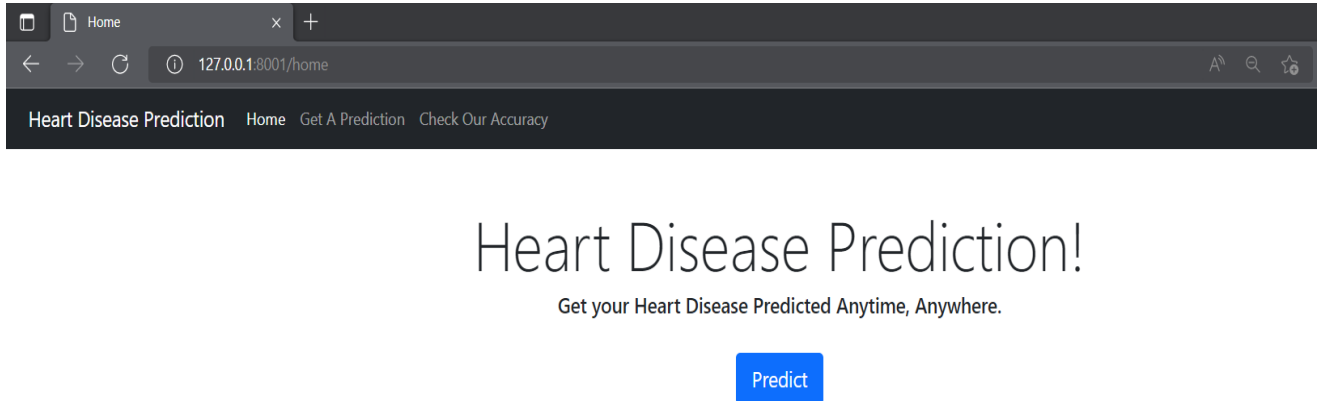 Home
127.0.0.1:8001/home
Heart Disease Prediction Home Get A Prediction Check Our Accuracy
Heart Disease Prediction!
Get your Heart Disease Predicted Anytime, Anywhere.
Predict